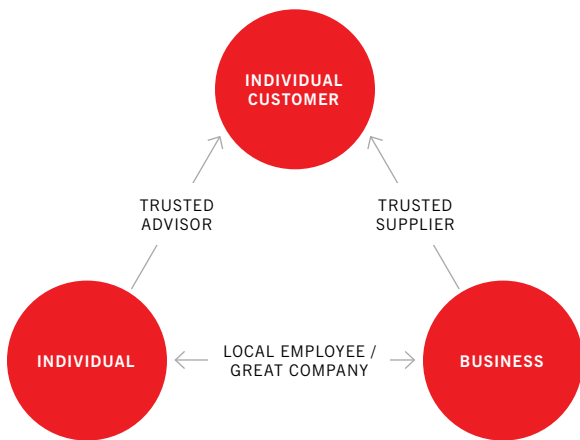 INDIVIDUAL
CUSTOMER
TRUSTED
ADVISOR
TRUSTED
SUPPLIER
INDIVIDUAL
LOCAL EMPLOYEE /
GREAT COMPANY
BUSINESS